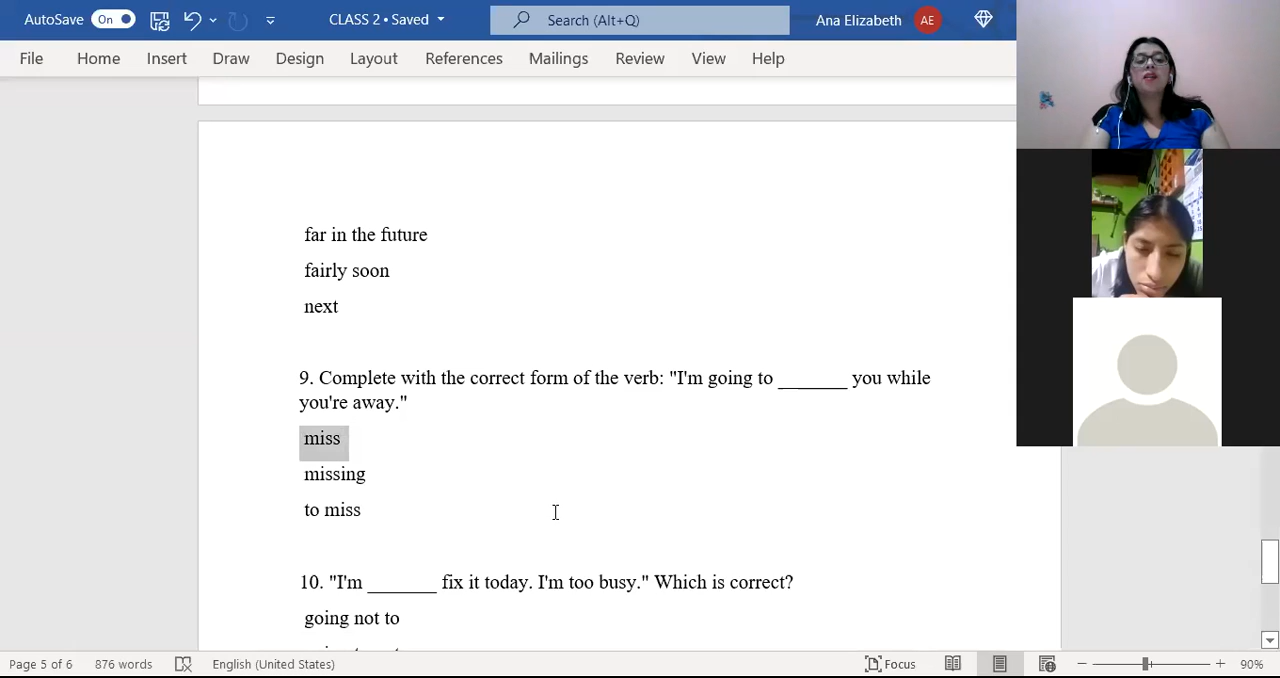 AutoSave On CLASS 2 • Saved Search (Alt+Q) Ana Elizabeth AE
File Home Insert Draw Design Layout References Mailings Review View Help
far in the future
fairly soon
next
9. Complete with the correct form of the verb: "I'm going to _______ you while
you're away."
miss
missing
to miss
10. "I'm _______ fix it today. I'm too busy." Which is correct?
going not to
Page 5 of 6 876 words English (United States) Focus 90%